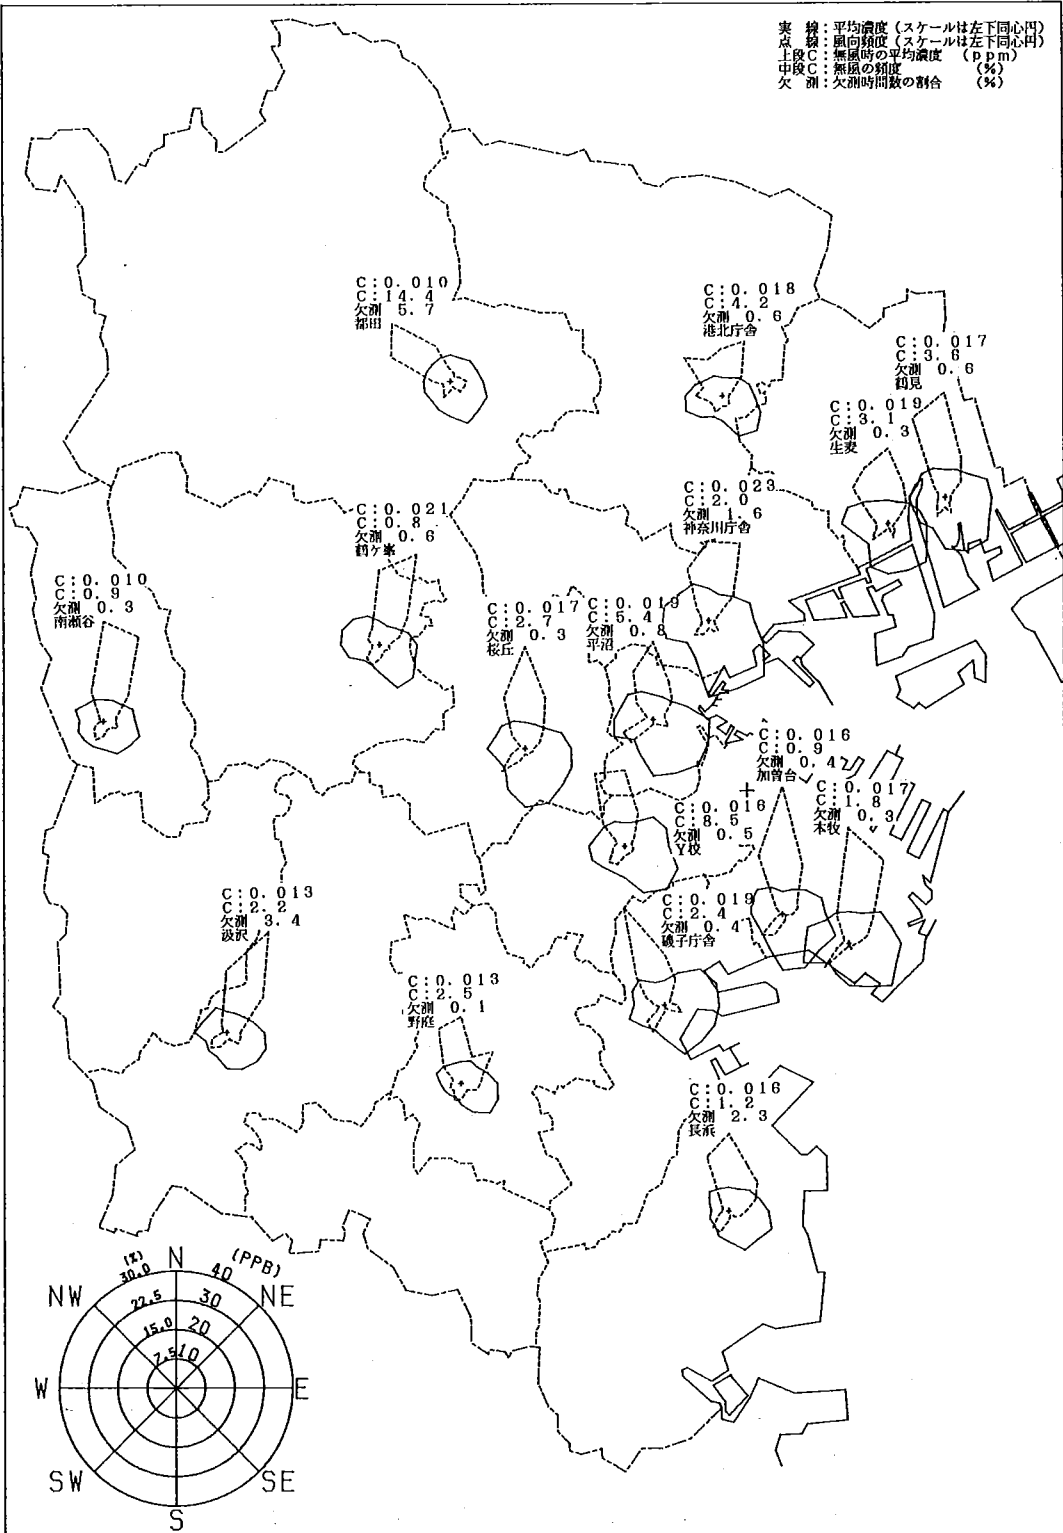 実　線：平均濃度（スケールは左下同心円）
点　線：風向頻度（スケールは左下同心円）
上段C：無風時の平均濃度　（ppm）
中段C：無風の頻度　（%）
欠　測：欠測時間数の割合　（%）
C：0.010
C：14.4
欠測　5.7
都田
C：0.018
C：4.2
欠測　0.6
港北庁舎
C：0.017
C：3.6
欠測　0.6
鶴見
C：0.019
C：3.1
欠測　0.3
生麦
C：0.023
C：2.0
欠測　1.6
神奈川庁舎
C：0.021
C：0.8
欠測　0.6
鶴ケ峯
C：0.010
C：0.9
欠測　0.3
南瀬谷
C：0.017
C：2.7
欠測　0.3
桜丘
C：0.019
C：5.4
欠測　0.8
平沼
C：0.016
C：0.9
欠測　0.4
加曽台
C：0.017
C：1.8
欠測　0.3
本牧
C：0.016
C：8.5
欠測　0.5
Y校
C：0.019
C：2.4
欠測　0.4
磯子庁舎
C：0.013
C：2.2
欠測　3.4
汲沢
C：0.013
C：2.5
欠測　0.1
野庭
C：0.016
C：1.2
欠測　2.3
長浜
(%)　N　(PPB)
30.0　40
NW　NE
22.5　30
15.0　20
7.5　10
W　E
SW　SE
S